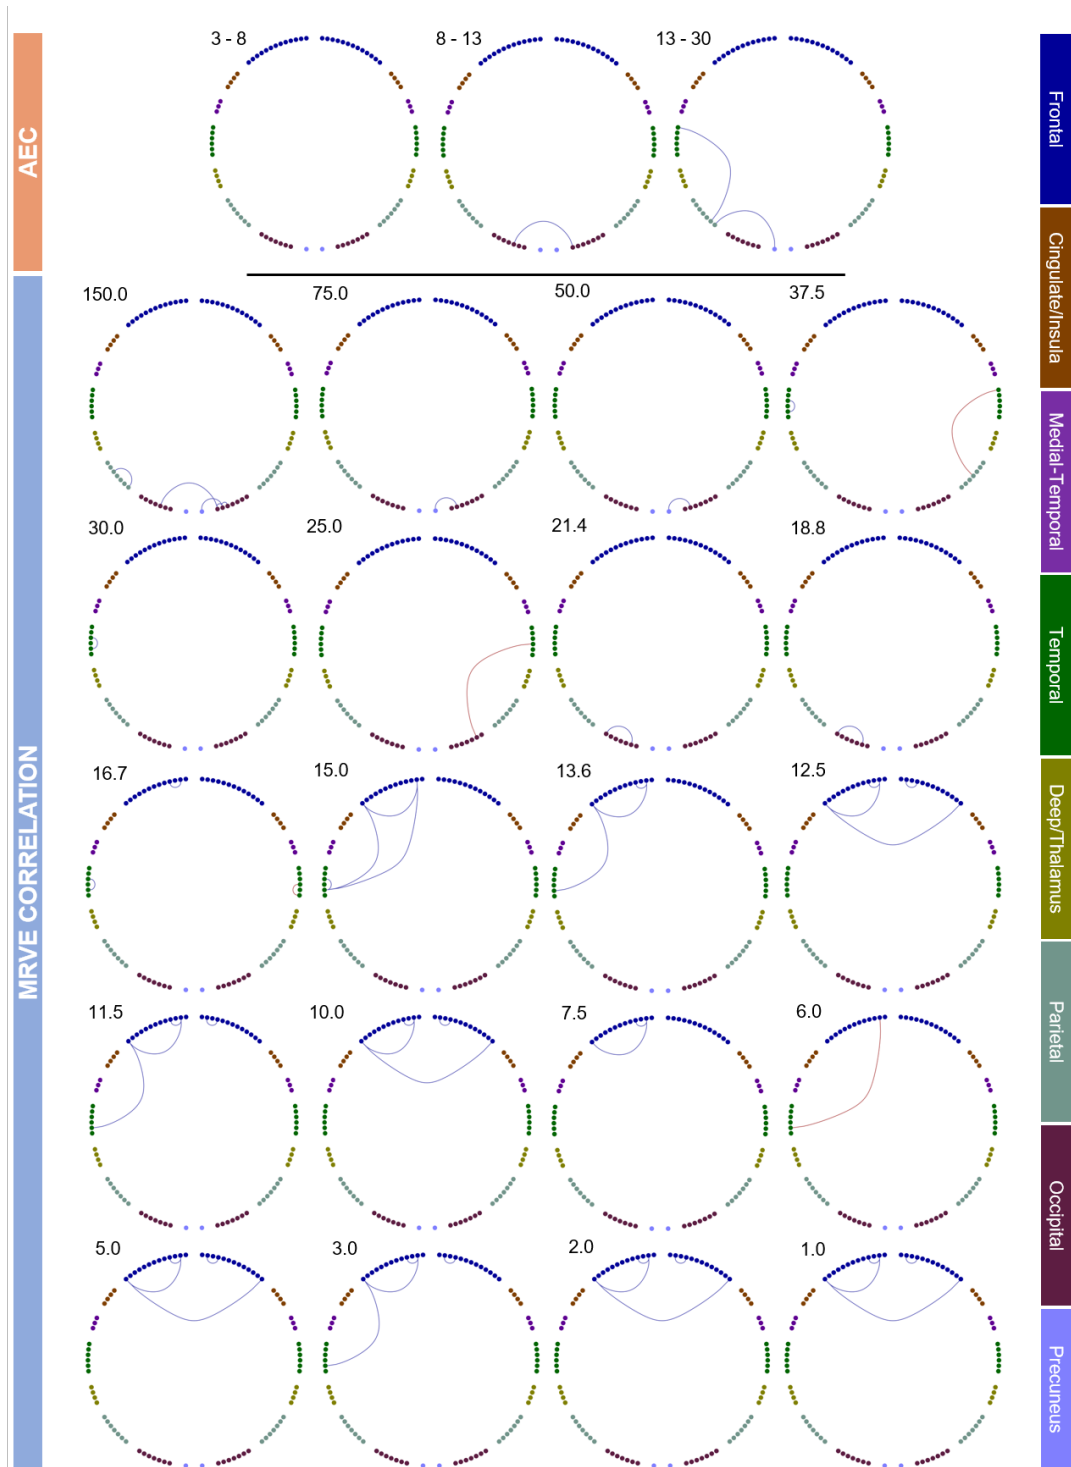 3 - 8
8 - 13
13 - 30
AEC
150.0
75.0
50.0
37.5
30.0
25.0
21.4
18.8
16.7
15.0
13.6
12.5
11.5
10.0
7.5
6.0
5.0
3.0
2.0
1.0
MRVE CORRELATION
Frontal
Cingulate/Insula
Medial-Temporal
Temporal
Deep/Thalamus
Parietal
Occipital
Precuneus